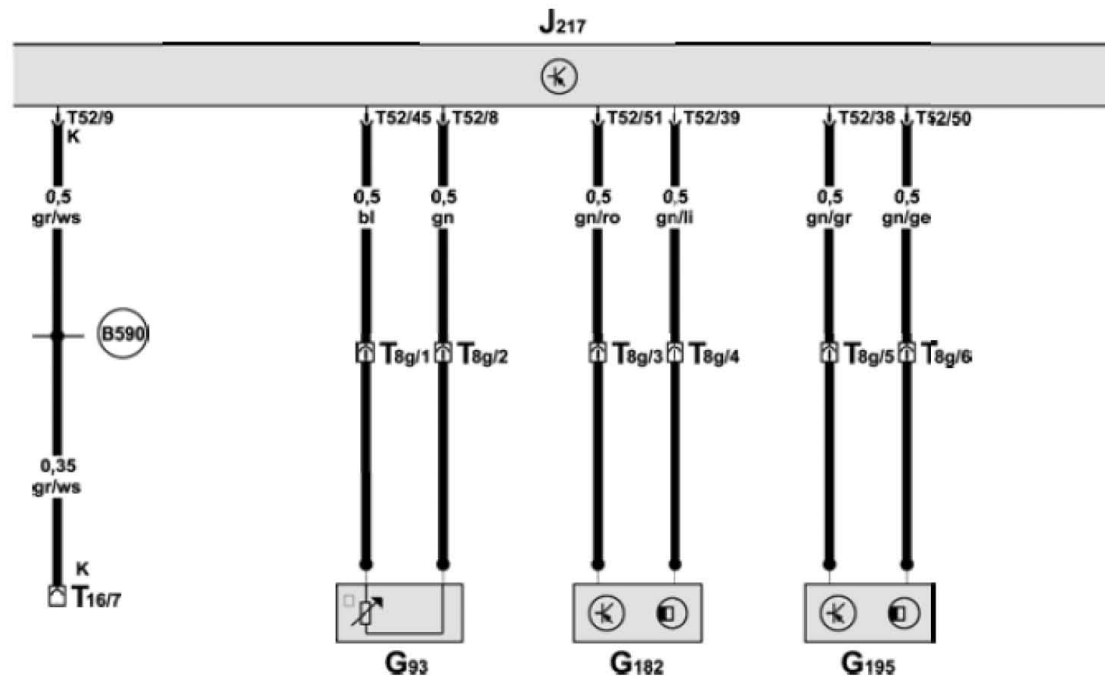 J217
T52/9 T52/45 T52/8 T52/51 T52/39 T52/38 T52/50
K
0,5 0,5 0,5 0,5 0,5 0,5 0,5
gr/ws bl gn gn/ro gn/li gn/gr gn/ge
B590
T8g/1 T8g/2 T8g/3 T8g/4 T8g/5 T8g/6
0,35
gr/ws
K
T16/7
G93 G182 G195